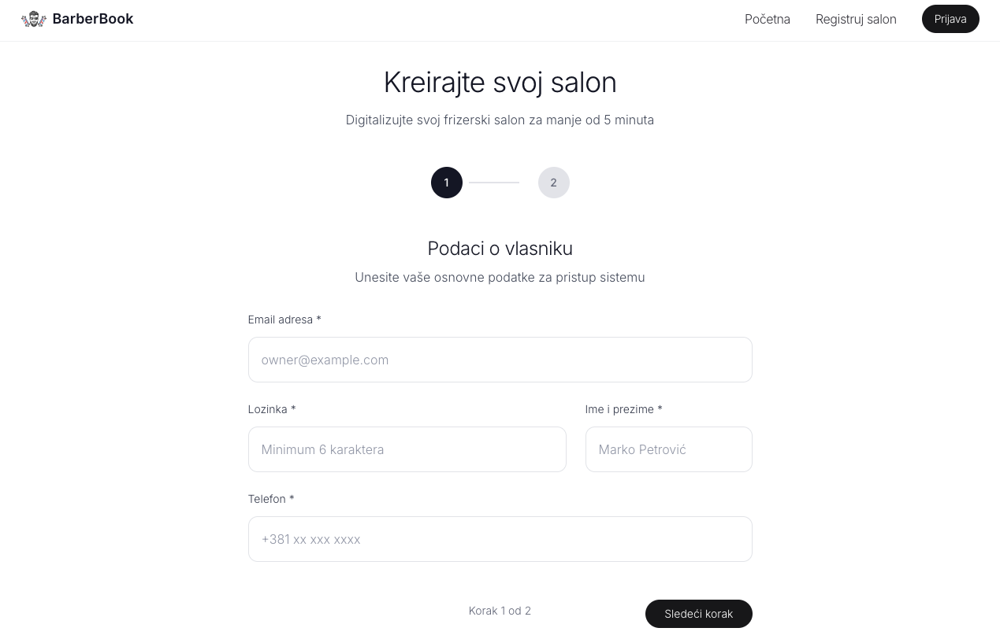 BarberBook
Početna
Registruj salon
Prijava
Kreirajte svoj salon
Digitalizujte svoj frizerski salon za manje od 5 minuta
1
2
Podaci o vlasniku
Unesite vaše osnovne podatke za pristup sistemu
Email adresa *
owner@example.com
Lozinka *
Minimum 6 karaktera
Ime i prezime *
Marko Petrović
Telefon *
+381 xx xxx xxxx
Korak 1 od 2
Sledeći korak